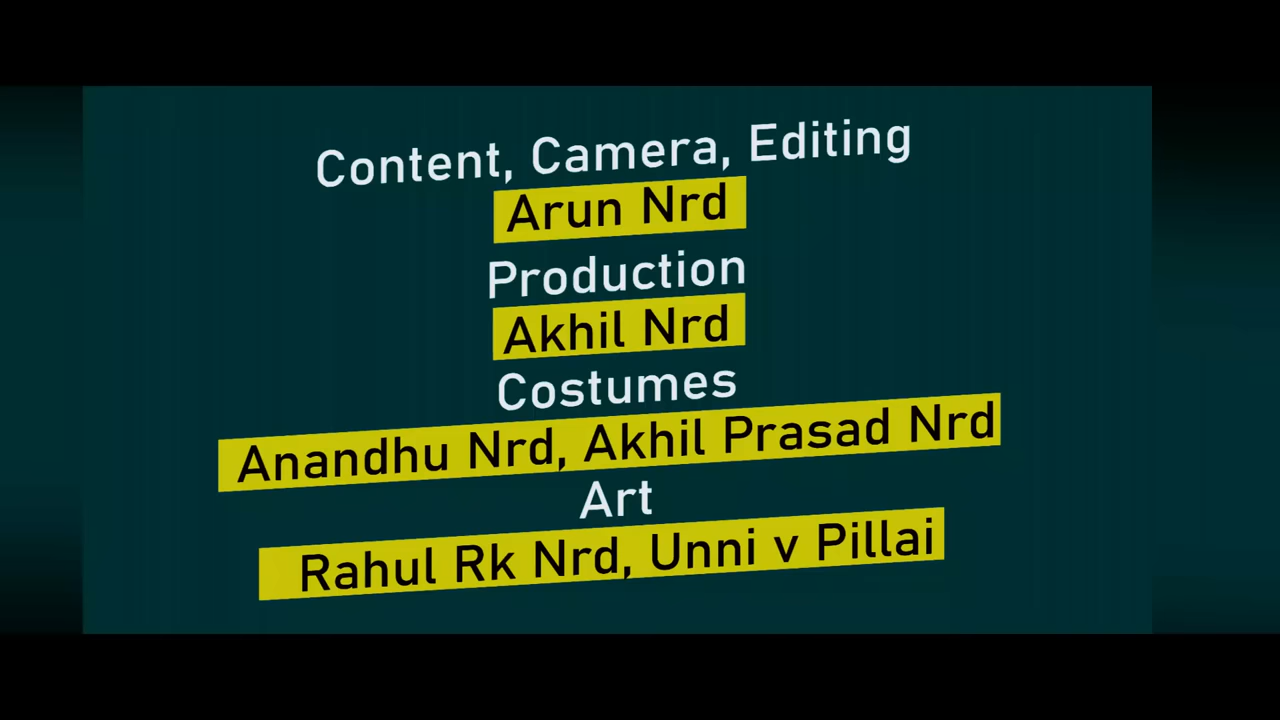 Content, Camera, Editing
Arun Nrd
Production
Akhil Nrd
Costumes
Anandhu Nrd, Akhil Prasad Nrd
Art
Rahul Rk Nrd, Unni v Pillai